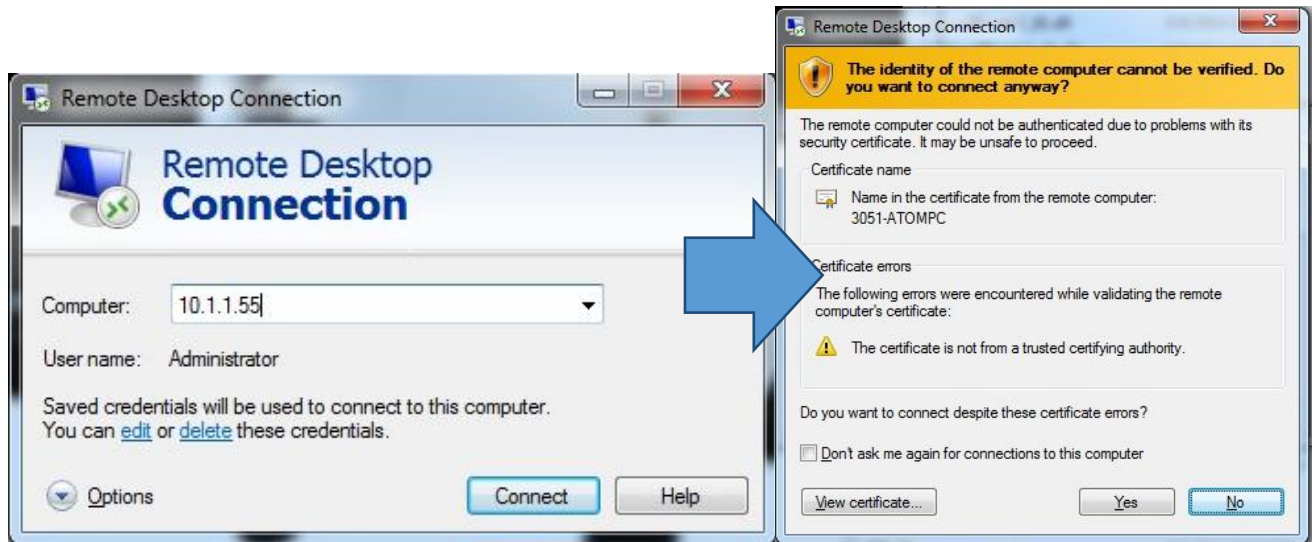 Remote Desktop Connection
Remote Desktop
Connection
Computer:
10.1.1.55
User name:
Administrator
Saved credentials will be used to connect to this computer.
You can edit or delete these credentials.
Options
Connect
Help
Remote Desktop Connection
The identity of the remote computer cannot be verified. Do
you want to connect anyway?
The remote computer could not be authenticated due to problems with its
security certificate. It may be unsafe to proceed.
Certificate name
Name in the certificate from the remote computer:
3051-ATOMPC
Certificate errors
The following errors were encountered while validating the remote
computer's certificate:
The certificate is not from a trusted certifying authority.
Do you want to connect despite these certificate errors?
Don't ask me again for connections to this computer
View certificate...
Yes
No